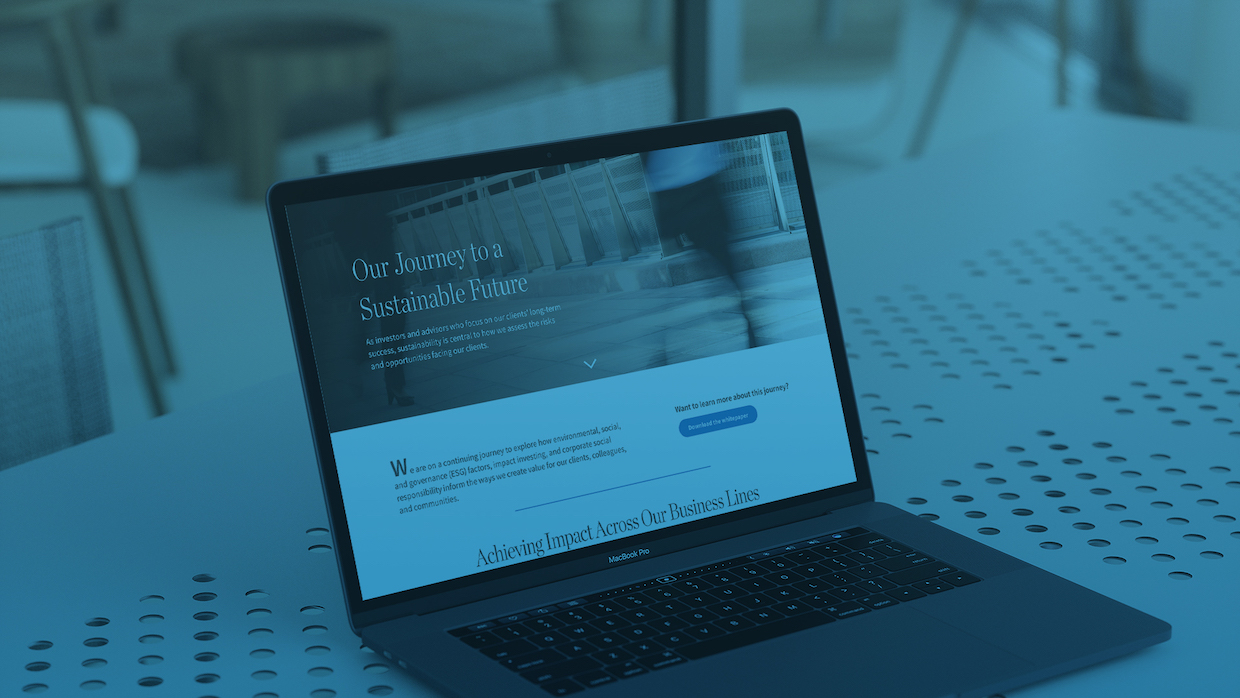 Our Journey to a
Sustainable Future
As investors and advisors who focus on our clients' long-term
success, sustainability is central to how we assess the risks
and opportunities facing our clients.
Want to learn more about this journey?
Download the whitepaper
We are on a continuing journey to explore how environmental, social,
and governance (ESG) factors, impact investing, and corporate social
responsibility inform the ways we create value for our clients, colleagues,
and communities.
Achieving Impact Across Our Business Lines
MacBook Pro